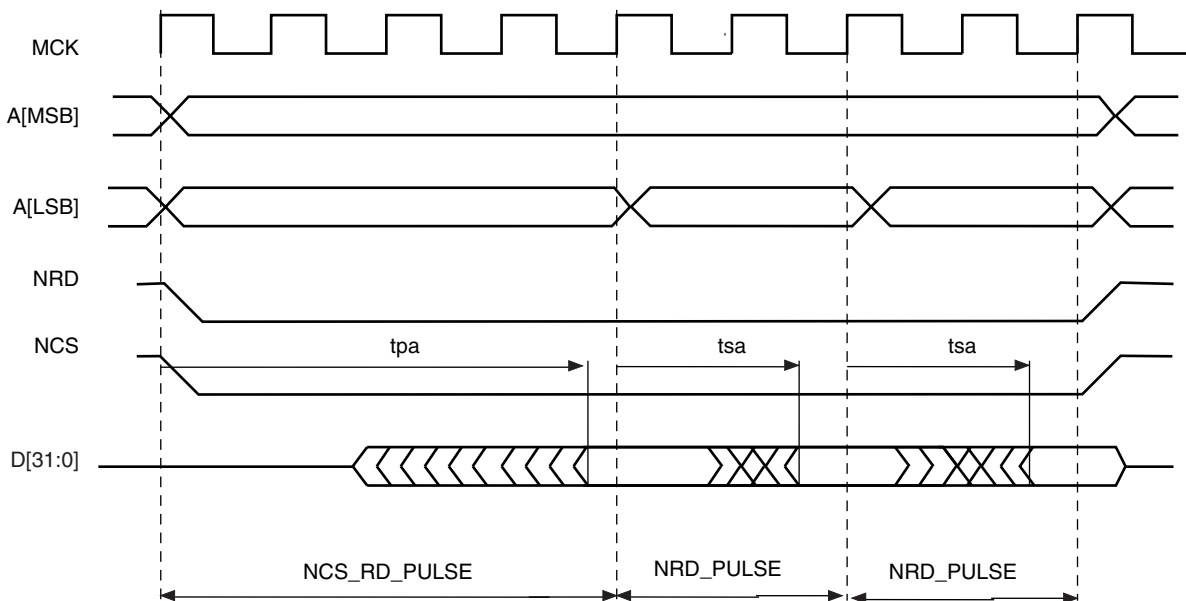 MCK
A[MSB]
A[LSB]
NRD
NCS
tpa tsa tsa
D[31:0]
NCS_RD_PULSE NRD_PULSE NRD_PULSE